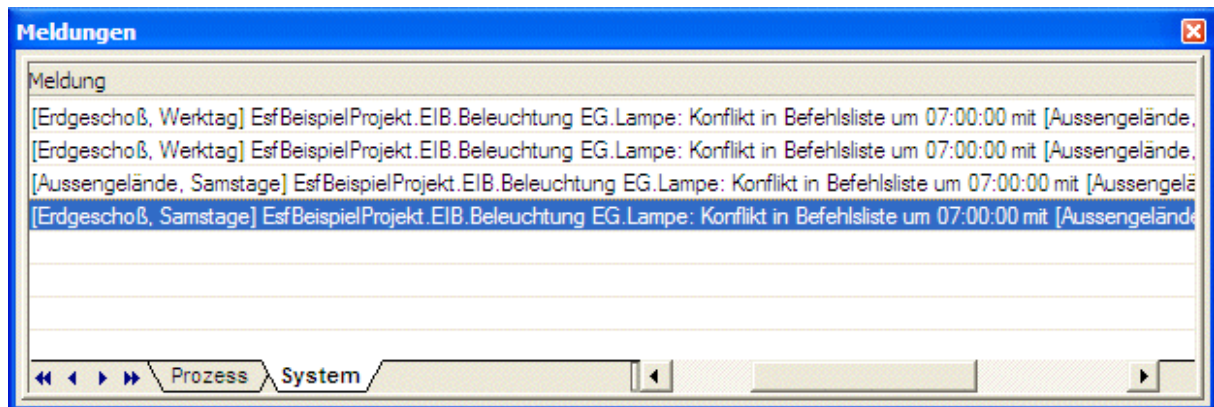 Meldungen
Meldung
[Erdgeschoß, Werktag] EsfBeispielProjekt.EIB.Beleuchtung EG.Lampe: Konflikt in Befehlsliste um 07:00:00 mit [Aussengelände,
[Erdgeschoß, Werktag] EsfBeispielProjekt.EIB.Beleuchtung EG.Lampe: Konflikt in Befehlsliste um 07:00:00 mit [Aussengelände,
[Aussengelände, Samstage] EsfBeispielProjekt.EIB.Beleuchtung EG.Lampe: Konflikt in Befehlsliste um 07:00:00 mit [Aussengelä
[Erdgeschoß, Samstage] EsfBeispielProjekt.EIB.Beleuchtung EG.Lampe: Konflikt in Befehlsliste um 07:00:00 mit [Aussengelände
Prozess System